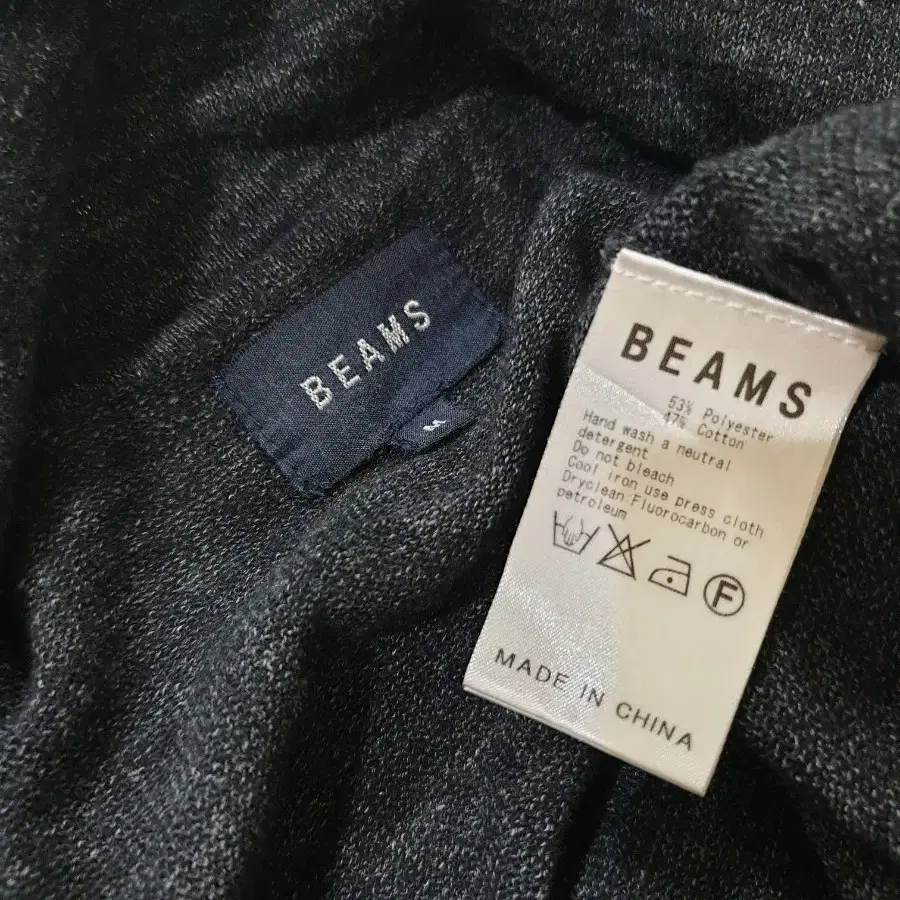 BEAMS
M
BEAMS
53% Polyester
47% Cotton
Hand wash a neutral
detergent
Do not bleach
Cool iron use press cloth
Dryclean:Fluorocarbon or
petroleum
F
MADE IN CHINA